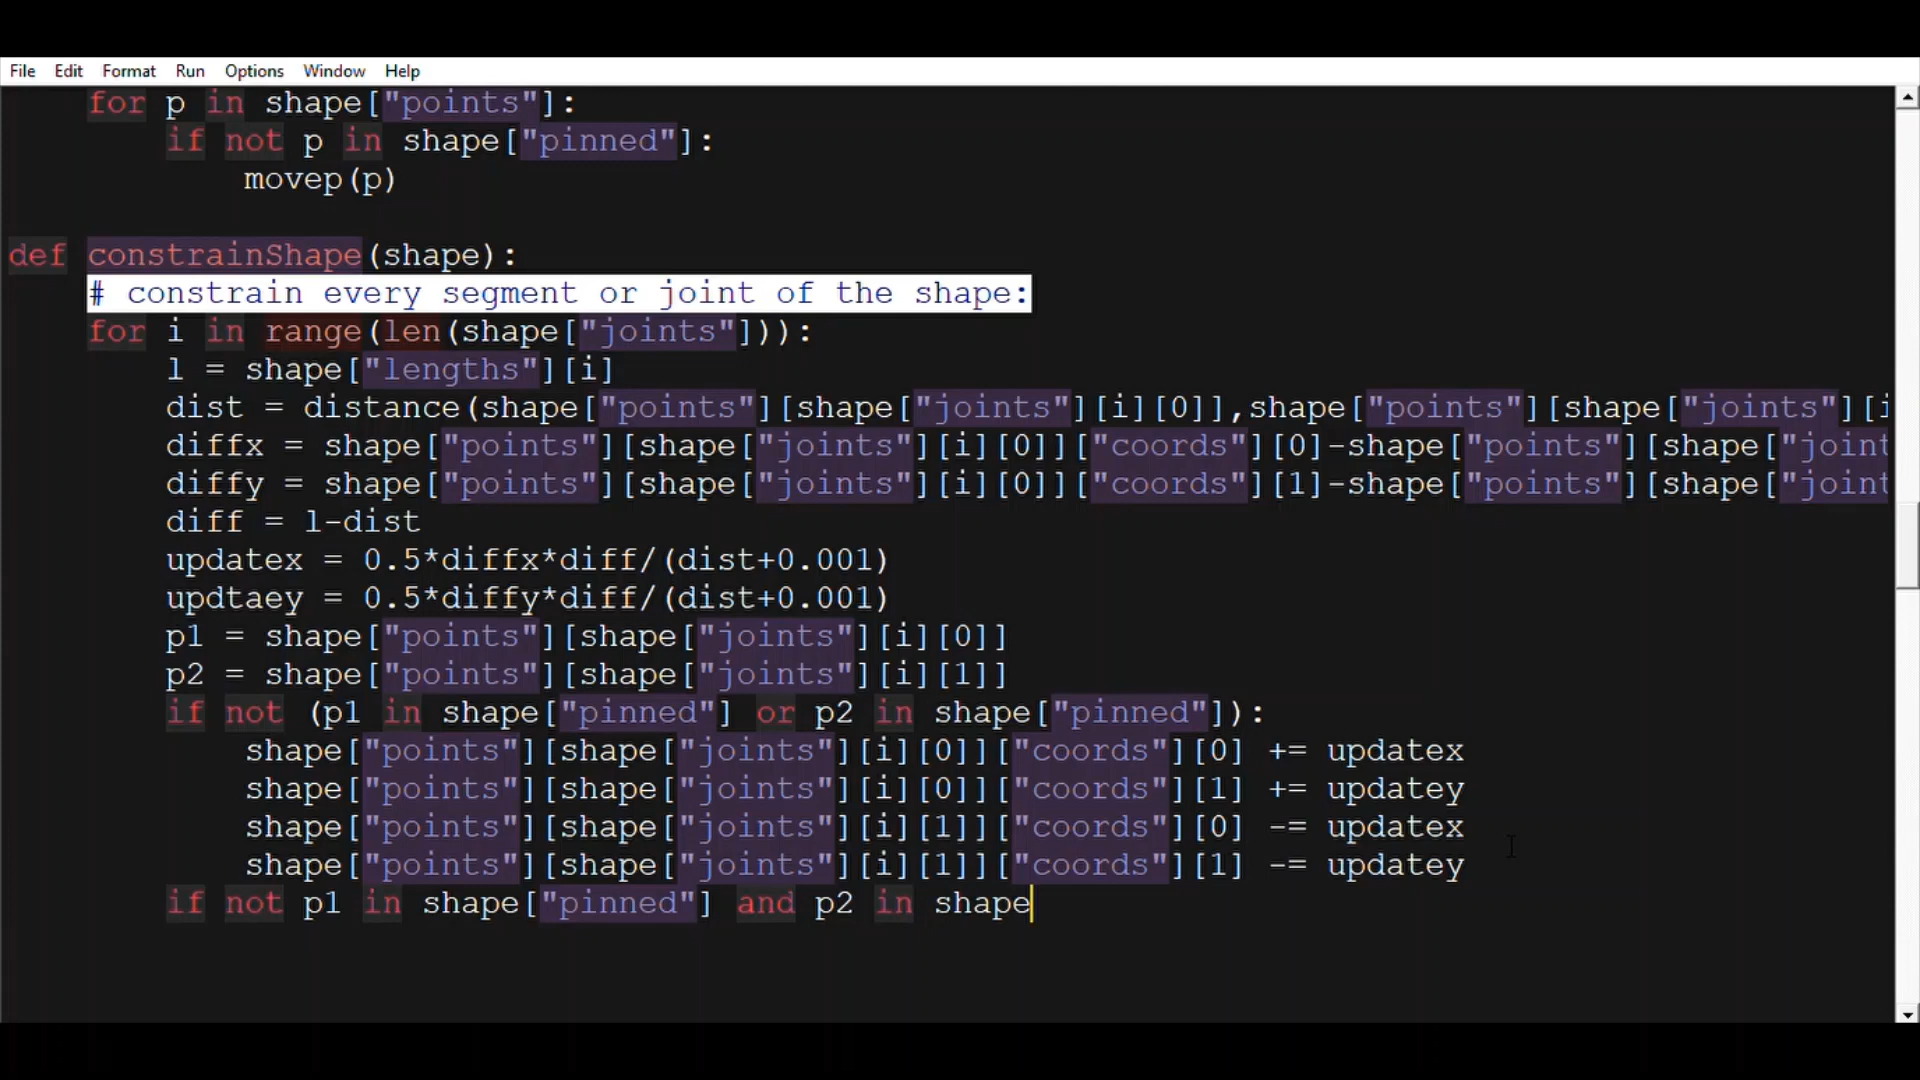 File Edit Format Run Options Window Help
for p in shape["points"]:
if not p in shape["pinned"]:
movep(p)
def constrainShape(shape):
# constrain every segment or joint of the shape:
for i in range(len(shape["joints"])):
l = shape["lengths"][i]
dist = distance(shape["points"][shape["joints"][i][0]],shape["points"][shape["joints"][i
diffx = shape["points"][shape["joints"][i][0]]["coords"][0]-shape["points"][shape["joint
diffy = shape["points"][shape["joints"][i][0]]["coords"][1]-shape["points"][shape["joint
diff = l-dist
updatex = 0.5*diffx*diff/(dist+0.001)
updtaey = 0.5*diffy*diff/(dist+0.001)
p1 = shape["points"][shape["joints"][i][0]]
p2 = shape["points"][shape["joints"][i][1]]
if not (p1 in shape["pinned"] or p2 in shape["pinned"]):
shape["points"][shape["joints"][i][0]]["coords"][0] += updatex
shape["points"][shape["joints"][i][0]]["coords"][1] += updatey
shape["points"][shape["joints"][i][1]]["coords"][0] -= updatex
shape["points"][shape["joints"][i][1]]["coords"][1] -= updatey
if not p1 in shape["pinned"] and p2 in shape